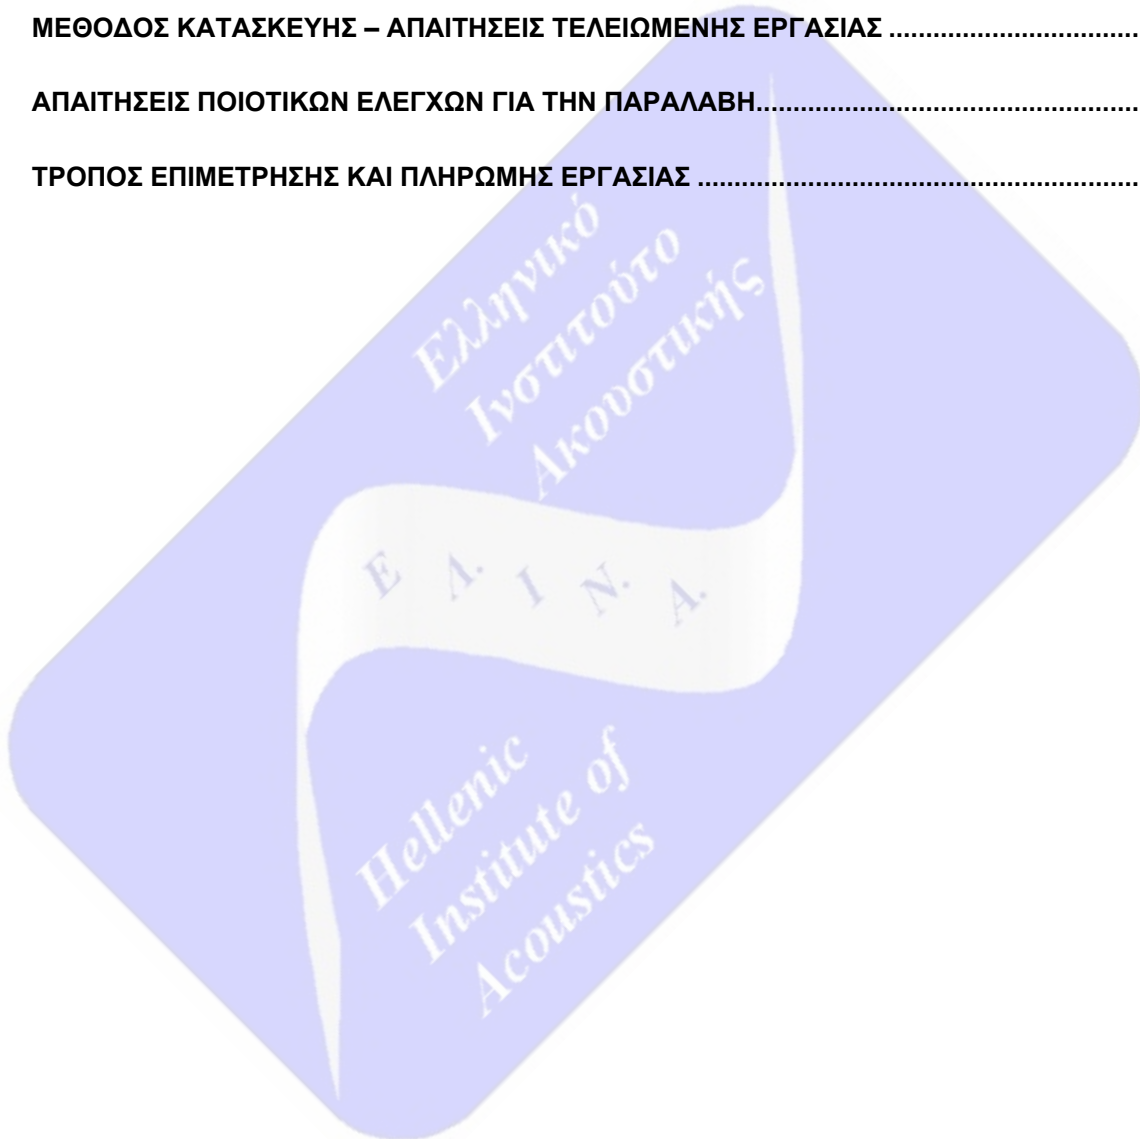 ΜΕΘΟΔΟΣ ΚΑΤΑΣΚΕΥΗΣ – ΑΠΑΙΤΗΣΕΙΣ ΤΕΛΕΙΩΜΕΝΗΣ ΕΡΓΑΣΙΑΣ ..................................
ΑΠΑΙΤΗΣΕΙΣ ΠΟΙΟΤΙΚΩΝ ΕΛΕΓΧΩΝ ΓΙΑ ΤΗΝ ΠΑΡΑΛΑΒΗ....................................................
ΤΡΟΠΟΣ ΕΠΙΜΕΤΡΗΣΗΣ ΚΑΙ ΠΛΗΡΩΜΗΣ ΕΡΓΑΣΙΑΣ ............................................................
Ελληνικό
Ινστιτούτο
Ακουστικής
Ε Λ. Ι Ν. Α.
Hellenic
Institute of
Acoustics